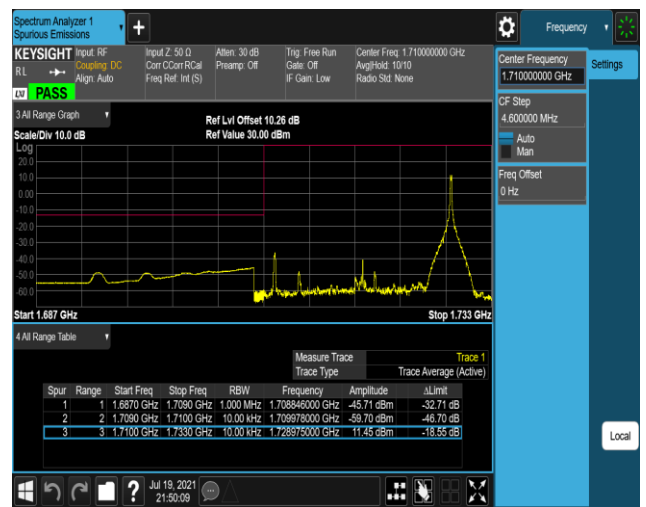 Spectrum Analyzer 1
Spurious Emissions
Frequency
KEYSIGHT Input: RF Input Z: 50 Ω Atten: 30 dB Trig: Free Run Center Freq: 1.710000000 GHz
RL Coupling: DC Corr CCorr RCal Preamp: Off Gate: Off Avg|Hold: 10/10
Align: Auto Freq Ref: Int (S) IF Gain: Low Radio Std: None
LXI PASS
Center Frequency
1.710000000 GHz
Settings
CF Step
4.600000 MHz
Auto
Man
Freq Offset
0 Hz
Local
3 All Range Graph
Ref Lvl Offset 10.26 dB
Scale/Div 10.0 dB Ref Value 30.00 dBm
Log
20.0
10.0
0.00
-10.0
-20.0
-30.0
-40.0
-50.0
-60.0
Start 1.687 GHz Stop 1.733 GHz
4 All Range Table
Measure Trace Trace 1
Trace Type Trace Average (Active)
Spur Range Start Freq Stop Freq RBW Frequency Amplitude ΔLimit
1 1 1.6870 GHz 1.7090 GHz 1.000 MHz 1.708846000 GHz -45.71 dBm -32.71 dB
2 2 1.7090 GHz 1.7100 GHz 10.00 kHz 1.709978000 GHz -59.70 dBm -46.70 dB
3 3 1.7100 GHz 1.7330 GHz 10.00 kHz 1.728975000 GHz 11.45 dBm -18.55 dB
?
Jul 19, 2021
21:50:09